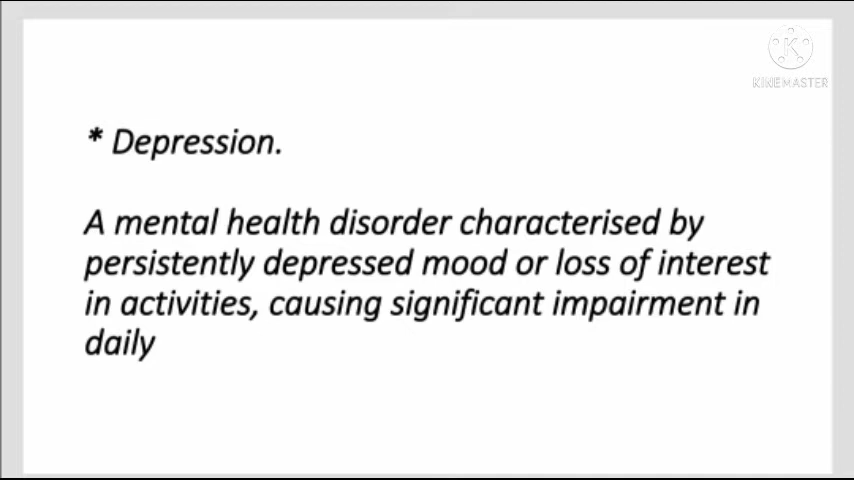 KINEMASTER
* Depression.
A mental health disorder characterised by
persistently depressed mood or loss of interest
in activities, causing significant impairment in
daily